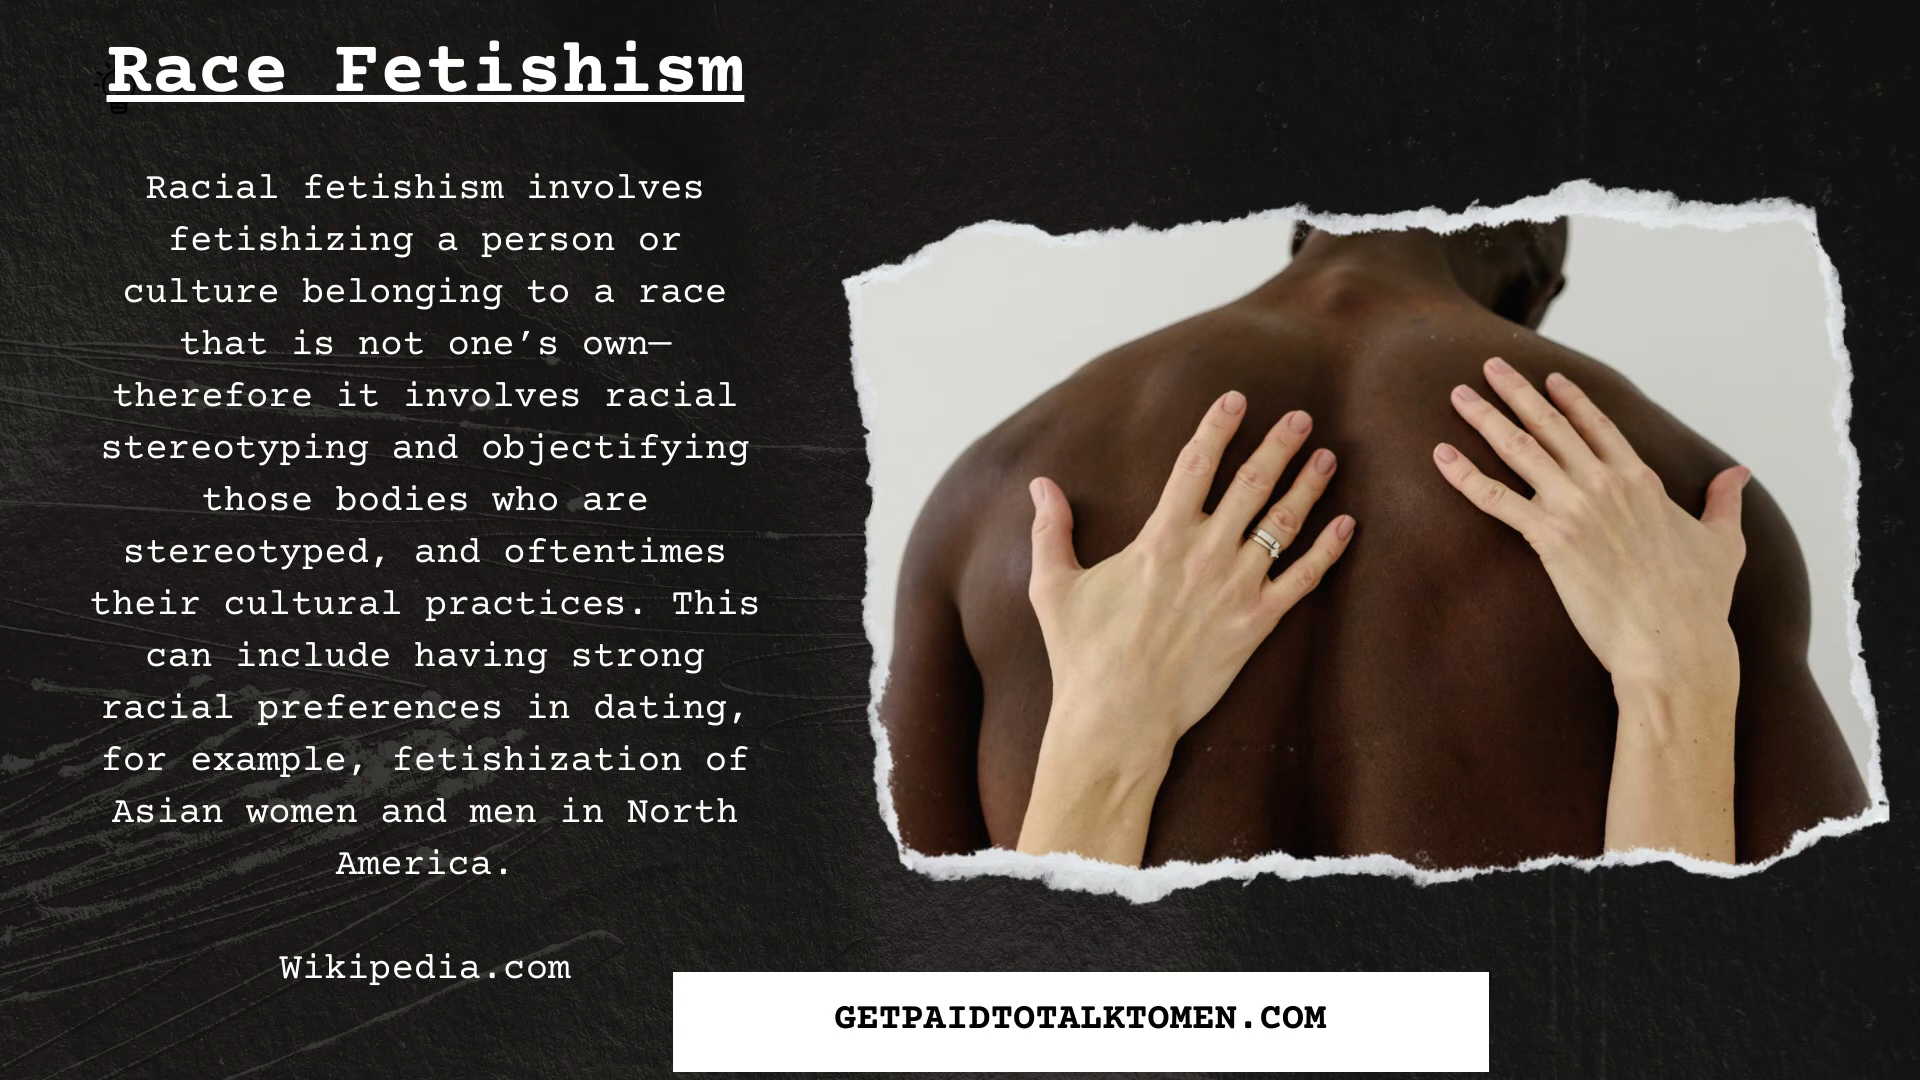 Race Fetishism
Racial fetishism involves
fetishizing a person or
culture belonging to a race
that is not one’s own—
therefore it involves racial
stereotyping and objectifying
those bodies who are
stereotyped, and oftentimes
their cultural practices. This
can include having strong
racial preferences in dating,
for example, fetishization of
Asian women and men in North
America.
Wikipedia.com
GETPAIDTOTALKTOMEN.COM